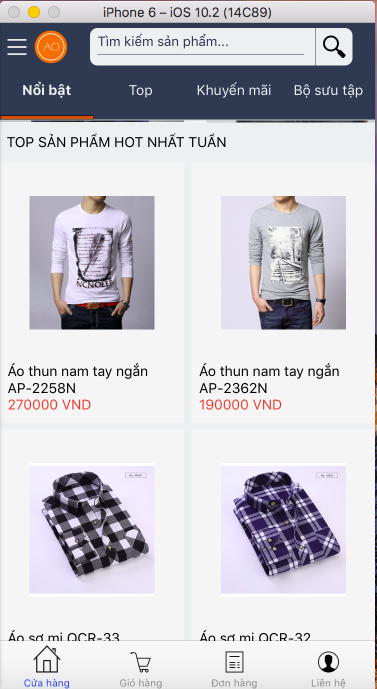 iPhone 6 – iOS 10.2 (14C89)
AO
Tìm kiếm sản phẩm...
Nổi bật
Top
Khuyến mãi
Bộ sưu tập
TOP SẢN PHẨM HOT NHẤT TUẦN
NCNODY
Áo thun nam tay ngắn
AP-2258N
270000 VND
Áo thun nam tay ngắn
AP-2362N
190000 VND
Áo sơ mi QCR-33
Áo sơ mi QCR-32
Cửa hàng
Giỏ hàng
Đơn hàng
Liên hệ